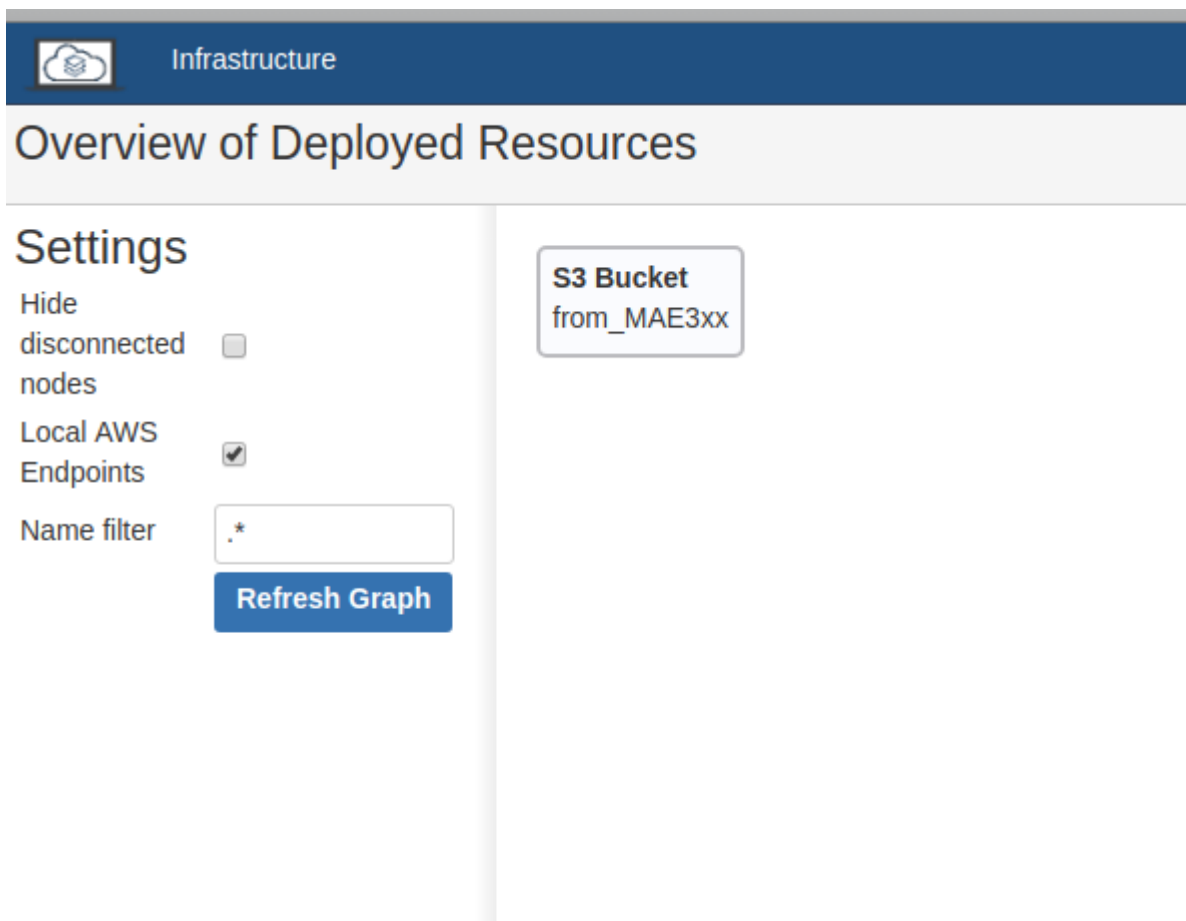 Infrastructure
Overview of Deployed Resources
Settings
Hide
disconnected
nodes
Local AWS
Endpoints
Name filter
.*
Refresh Graph
S3 Bucket
from_MAE3xx